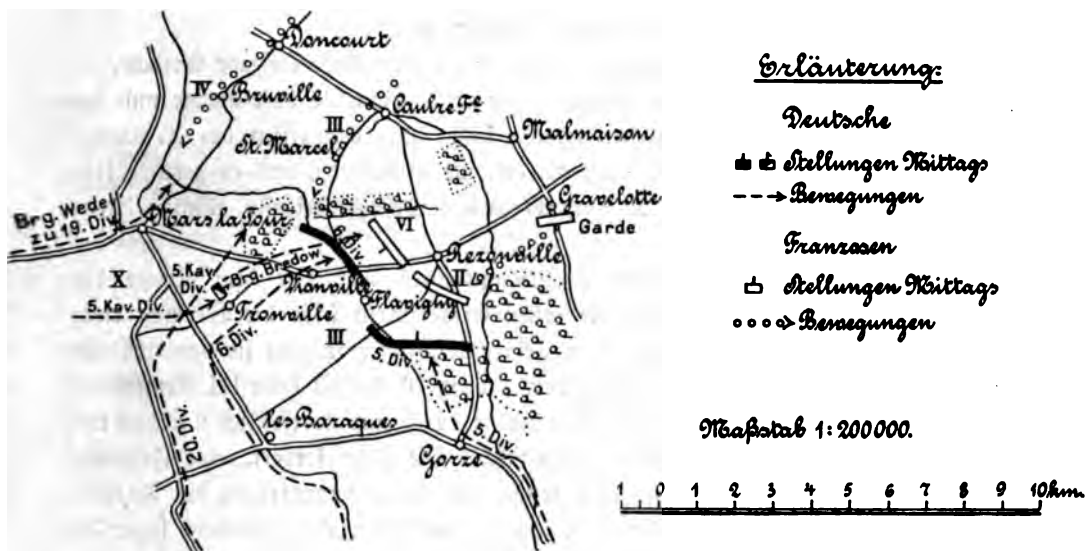 Doncourt
IV
Bruville
Caulre Fe
III
St. Marcel
Malmaison
Gravelotte
Garde
Brg. Wedel
zu 19. Div.
Mars la Tour
6. Div.
VI
Rezonville
X
5. Kav.
Div.
Brg. Bredow
II
Vionville
Flavigny
5. Kav. Div.
Tronville
6. Div.
III
5. Div.
20. Div.
les Baraques
Gorze
5. Div.
Erläuterung:
Deutsche
Stellungen Mittags
Bewegungen
Franzosen
Stellungen Mittags
Bewegungen
Maßstab 1:200000.
1 0 1 2 3 4 5 6 7 8 9 10 km.